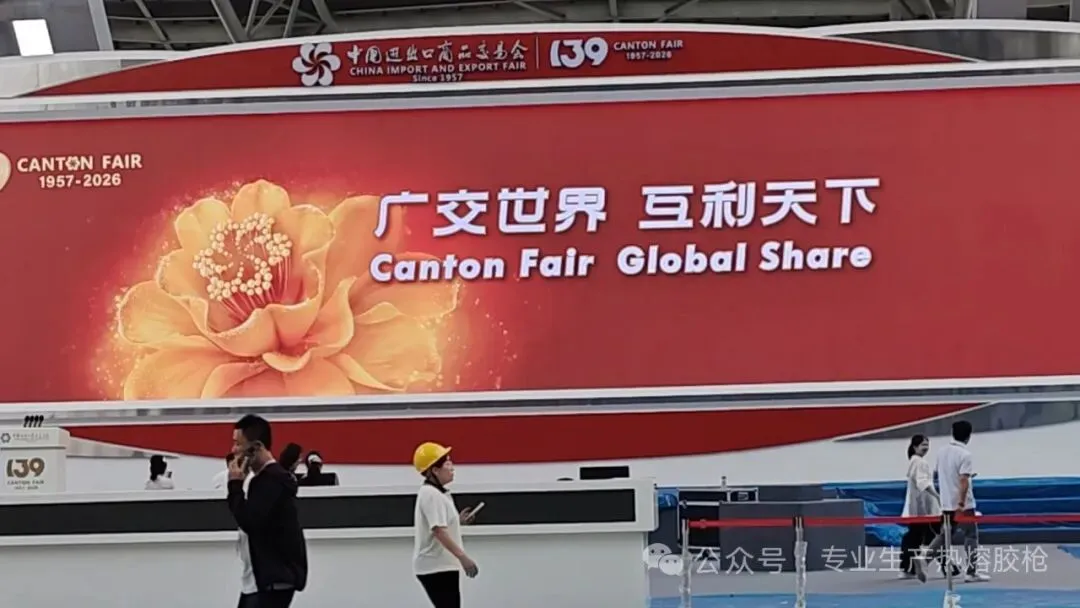 中国进出口商品交易会
CHINA IMPORT AND EXPORT FAIR
Since 1957
139
CANTON FAIR
1957-2026
CANTON FAIR
1957-2026
广交世界 互利天下
Canton Fair Global Share
139
CANTON FAIR
公众号：专业生产热熔胶枪